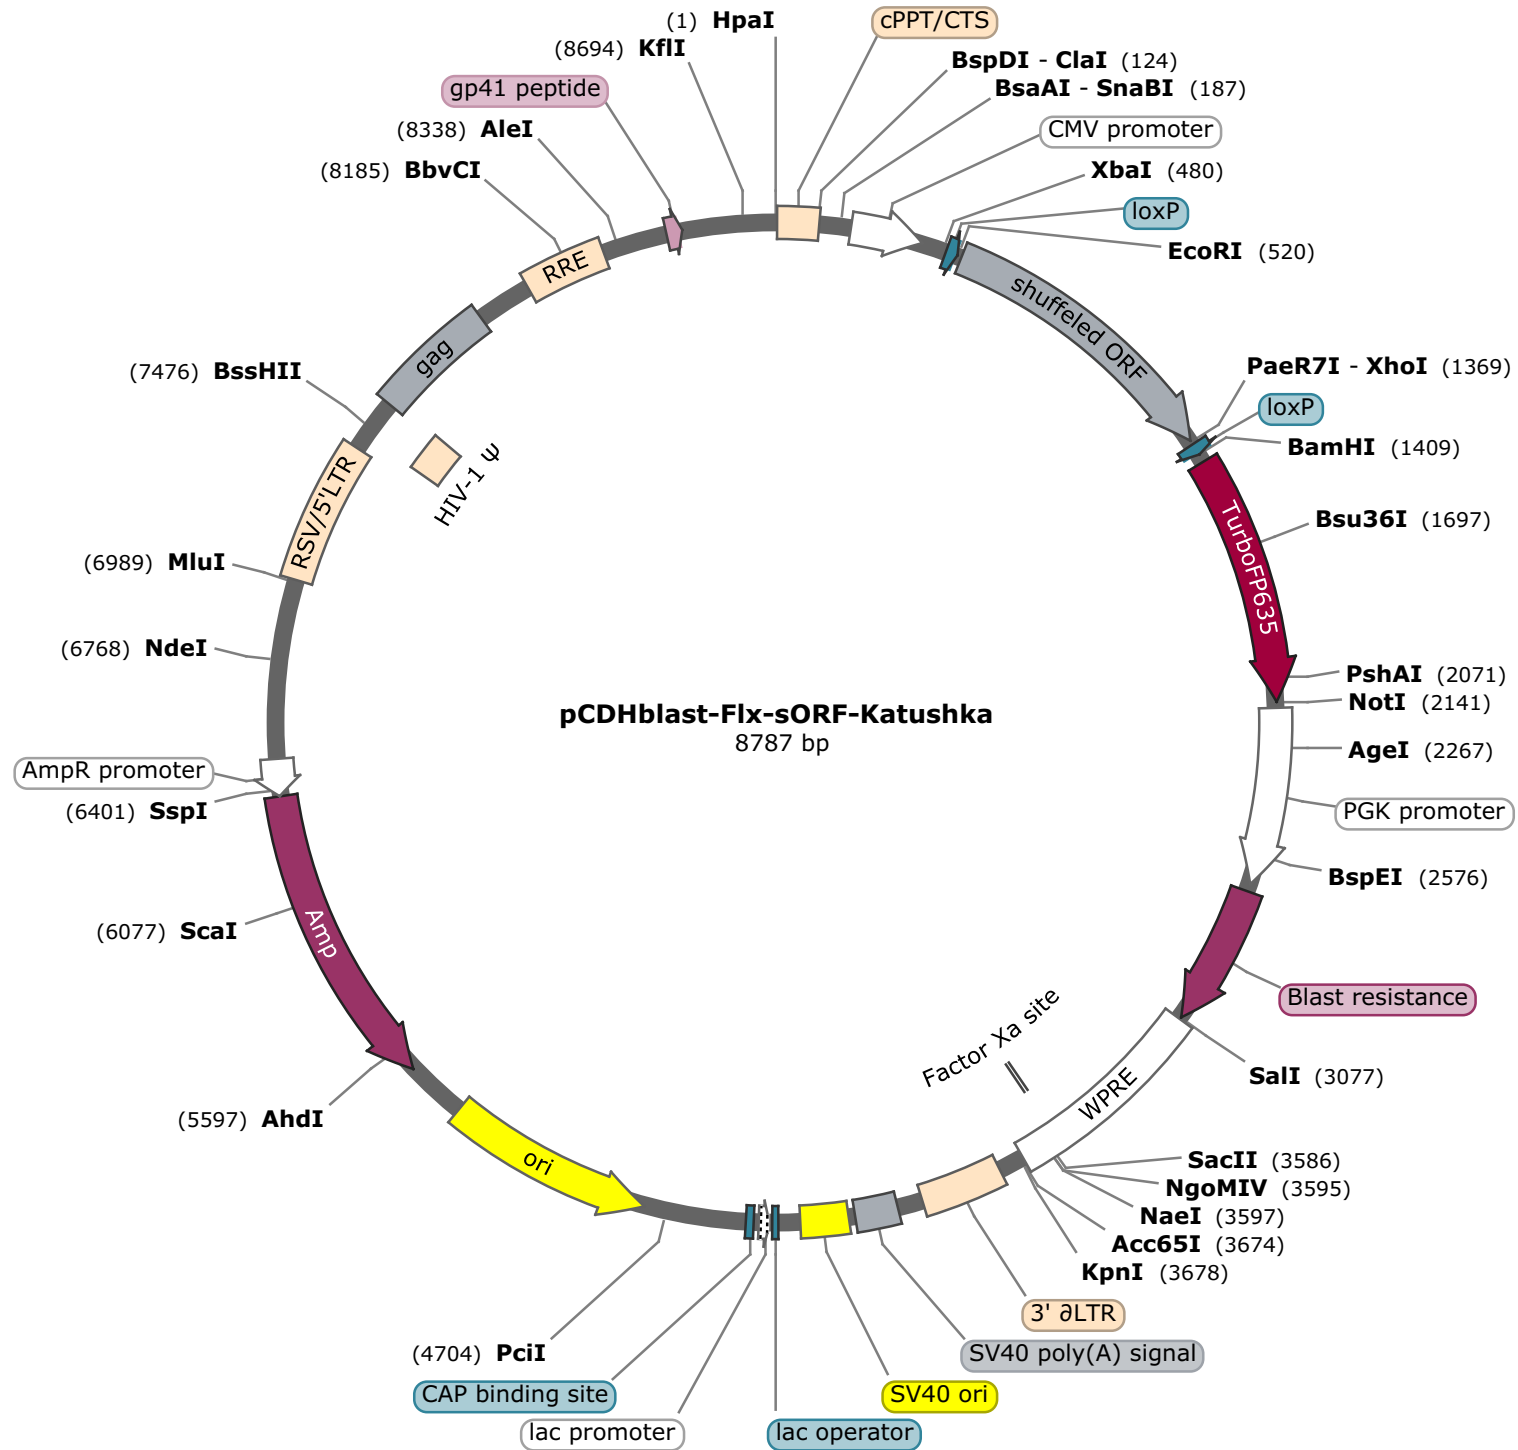 (1) HpaI
cPPT/CTS
(8694) KflI
BspDI - ClaI (124)
gp41 peptide
BsaAI - SnaBI (187)
(8338) AleI
CMV promoter
(8185) BbvCI
XbaI (480)
loxP
EcoRI (520)
RRE
shuffeled ORF
gag
(7476) BssHII
PaeR7I - XhoI (1369)
loxP
BamHI (1409)
HIV-1 ψ
RSV/5'LTR
Bsu36I (1697)
TurboFP635
(6989) MluI
(6768) NdeI
PshAI (2071)
NotI (2141)
pCDHblast-Flx-sORF-Katushka
8787 bp
AgeI (2267)
AmpR promoter
(6401) SspI
PGK promoter
BspEI (2576)
(6077) ScaI
Amp
Blast resistance
Factor Xa site
SalI (3077)
WPRE
(5597) AhdI
ori
SacII (3586)
NgoMIV (3595)
NaeI (3597)
Acc65I (3674)
KpnI (3678)
3' ∂LTR
(4704) PciI
SV40 poly(A) signal
CAP binding site
SV40 ori
lac promoter
lac operator